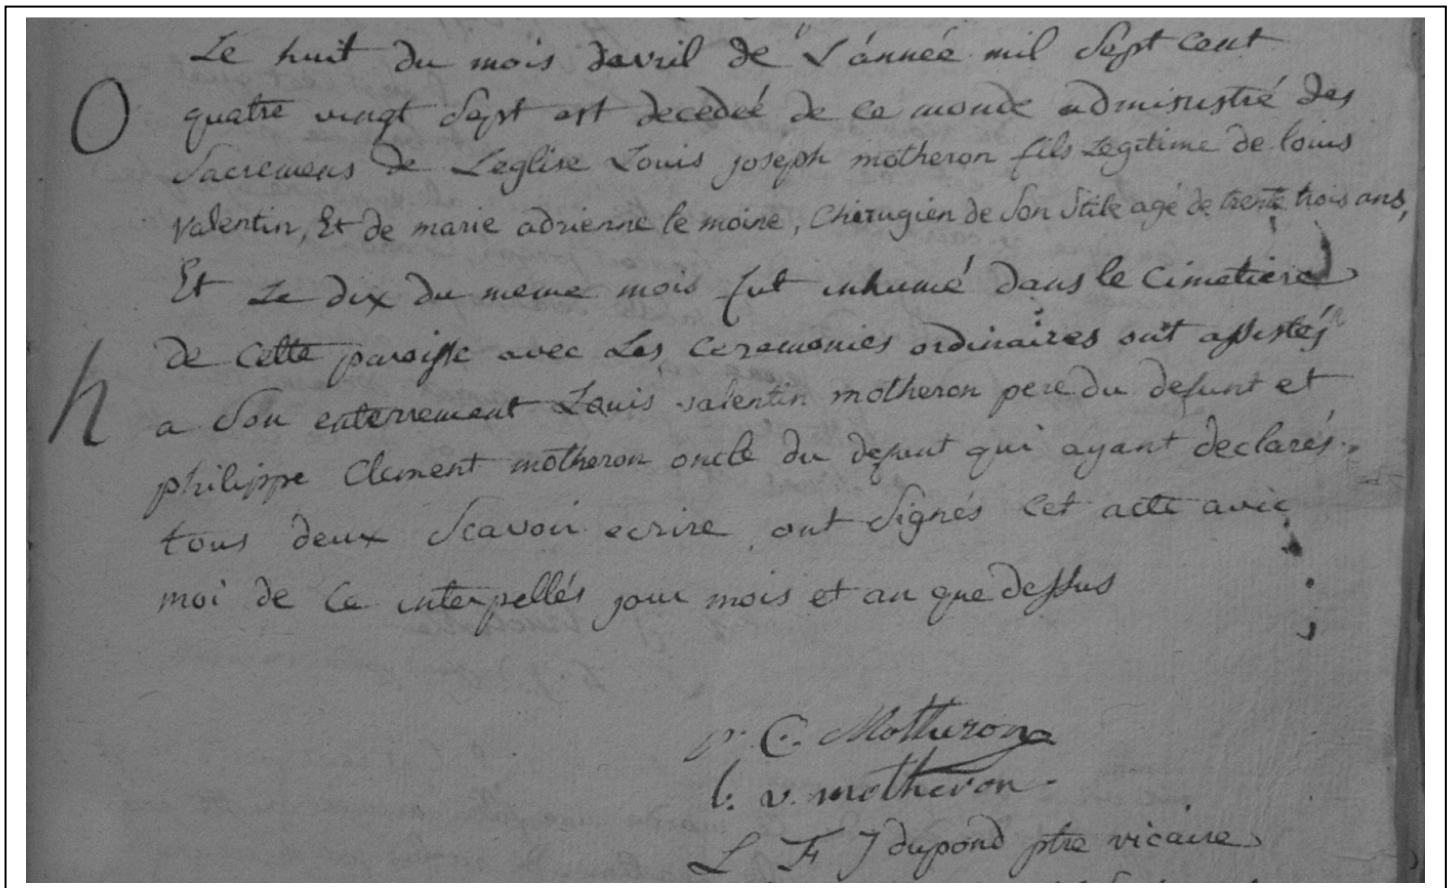 Le huit du mois davril de L'année mil Sept cent
O
quatre vingt Sept est decedeé de ce monde administré des
Sacremens de Leglise Louis joseph motheron fils Legitime de louis
Valentin, Et de marie adrienne le moine, Chirugien de Son Stile agé de trente trois ans,
Et Le dix du meme mois fut inhumé dans le Cimetiere
de cette paroisse avec Les ceremonies ordinaires ont assistés
h
a Son enterrement Louis valentin motheron pere du defunt et
philippe Clement motheron oncle du defunt qui ayant declarés
tous deux Scavoir ecrire ont Signés cet acte avec
moi de ce interpellés jour mois et an que dessus
P. C. Motheron
l. v. motheron
L F J dupond ptre vicaire